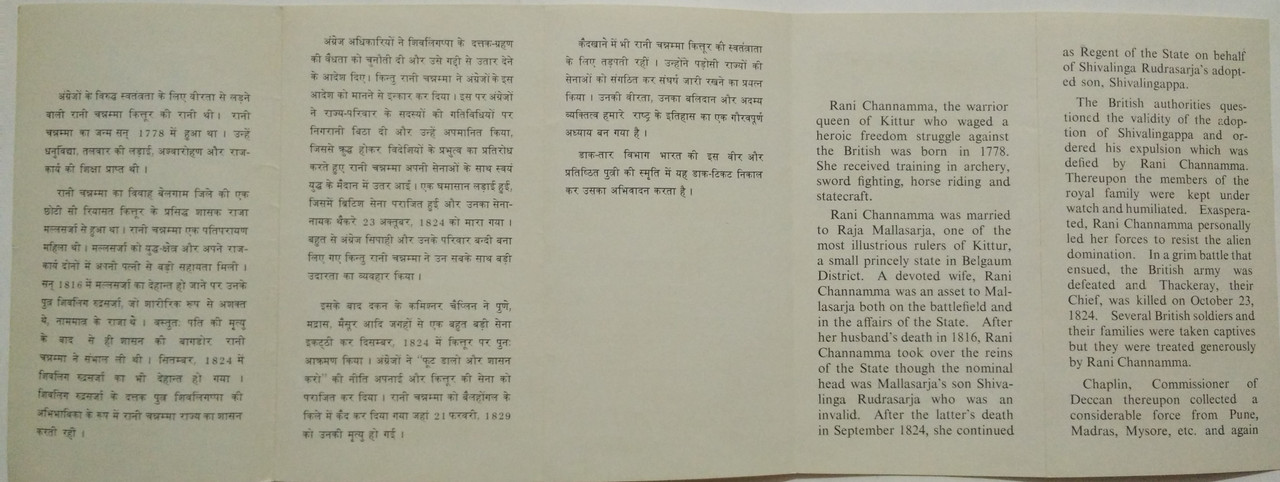 अंग्रेजों के विरुद्ध स्वतंत्रता के लिए वीरता से लड़ने
वाली रानी चन्नम्मा कित्तूर की रानी थी। रानी
चन्नम्मा का जन्म सन् 1778 में हुआ था। उन्हें
धनुर्विद्या, तलवार की लड़ाई, अश्वारोहण और राज-
कार्य की शिक्षा प्राप्त थी।
रानी चन्नम्मा का विवाह बेलगाम जिले की एक
छोटी सी रियासत कित्तूर के प्रसिद्ध शासक राजा
मल्लसर्जा से हुआ था। रानी चन्नम्मा एक पतिपरायण
महिला थी। मल्लसर्जा को युद्ध-क्षेत्र और अपने राज-
कार्य दोनों में अपनी पत्नी से बड़ी सहायता मिली।
सन् 1816 में मल्लसर्जा का देहान्त हो जाने पर उनके
पुत्र शिवलिंग रुद्रसर्जा, जो शारीरिक रूप से अशक्त
थे, नाममात्र के राजा थे। वस्तुतः पति की मृत्यु
के बाद से ही शासन की बागडोर रानी
चन्नम्मा ने संभाल ली थी। सितम्बर, 1824 में
शिवलिंग रुद्रसर्जा का भी देहान्त हो गया।
शिवलिंग रुद्रसर्जा के दत्तक पुत्र शिवलिंगप्पा की
अभिभाविका के रूप में रानी चन्नम्मा राज्य का शासन
करती रहीं।
अंग्रेज अधिकारियों ने शिवलिंगप्पा के दत्तक-ग्रहण
की वैधता को चुनौती दी और उसे गद्दी से उतार देने
के आदेश दिए। किन्तु रानी चन्नम्मा ने अंग्रेजों के इस
आदेश को मानने से इन्कार कर दिया। इस पर अंग्रेजों
ने राज्य-परिवार के सदस्यों की गतिविधियों पर
निगरानी बिठा दी और उन्हें अपमानित किया,
जिससे क्रुद्ध होकर विदेशियों के प्रभुत्व का प्रतिरोध
करते हुए रानी चन्नम्मा अपनी सेनाओं के साथ स्वयं
युद्ध के मैदान में उतर आईं। एक घमासान लड़ाई हुई,
जिसमें ब्रिटिश सेना पराजित हुई और उनका सेना-
नायक थैकरे 23 अक्तूबर, 1824 को मारा गया।
बहुत से अंग्रेज सिपाही और उनके परिवार बन्दी बना
लिए गए किन्तु रानी चन्नम्मा ने उन सबके साथ बड़ी
उदारता का व्यवहार किया।
इसके बाद दकन के कमिश्नर चैप्लिन ने पुणे,
मद्रास, मैसूर आदि जगहों से एक बहुत बड़ी सेना
इकट्ठी कर दिसम्बर, 1824 में कित्तूर पर पुनः
आक्रमण किया। अंग्रेजों ने "फूट डालो और शासन
करो" की नीति अपनाई और कित्तूर की सेना को
पराजित कर दिया। रानी चन्नम्मा को बैलहोंगल के
किले में कैद कर दिया गया जहां 21 फरवरी, 1829
को उनकी मृत्यु हो गई।
कैदखाने में भी रानी चन्नम्मा कित्तूर की स्वतंत्रता
के लिए तड़पती रहीं। उन्होंने पड़ोसी राज्यों की
सेनाओं को संगठित कर संघर्ष जारी रखने का प्रयत्न
किया। उनकी वीरता, उनका बलिदान और अदम्य
व्यक्तित्व हमारे राष्ट्र के इतिहास का एक गौरवपूर्ण
अध्याय बन गया है।
डाक-तार विभाग भारत की इस वीर और
प्रतिष्ठित पुत्री की स्मृति में यह डाक-टिकट निकाल
कर उसका अभिवादन करता है।
Rani Channamma, the warrior
queen of Kittur who waged a
heroic freedom struggle against
the British was born in 1778.
She received training in archery,
sword fighting, horse riding and
statecraft.
Rani Channamma was married
to Raja Mallasarja, one of the
most illustrious rulers of Kittur,
a small princely state in Belgaum
District. A devoted wife, Rani
Channamma was an asset to Mal-
lasarja both on the battlefield and
in the affairs of the State. After
her husband's death in 1816, Rani
Channamma took over the reins
of the State though the nominal
head was Mallasarja's son Shiva-
linga Rudrasarja who was an
invalid. After the latter's death
in September 1824, she continued
as Regent of the State on behalf
of Shivalinga Rudrasarja's adopt-
ed son, Shivalingappa.
The British authorities ques-
tioned the validity of the adop-
tion of Shivalingappa and or-
dered his expulsion which was
defied by Rani Channamma.
Thereupon the members of the
royal family were kept under
watch and humiliated. Exaspera-
ted, Rani Channamma personally
led her forces to resist the alien
domination. In a grim battle that
ensued, the British army was
defeated and Thackeray, their
Chief, was killed on October 23,
1824. Several British soldiers and
their families were taken captives
but they were treated generously
by Rani Channamma.
Chaplin, Commissioner of
Deccan thereupon collected a
considerable force from Pune,
Madras, Mysore, etc. and again